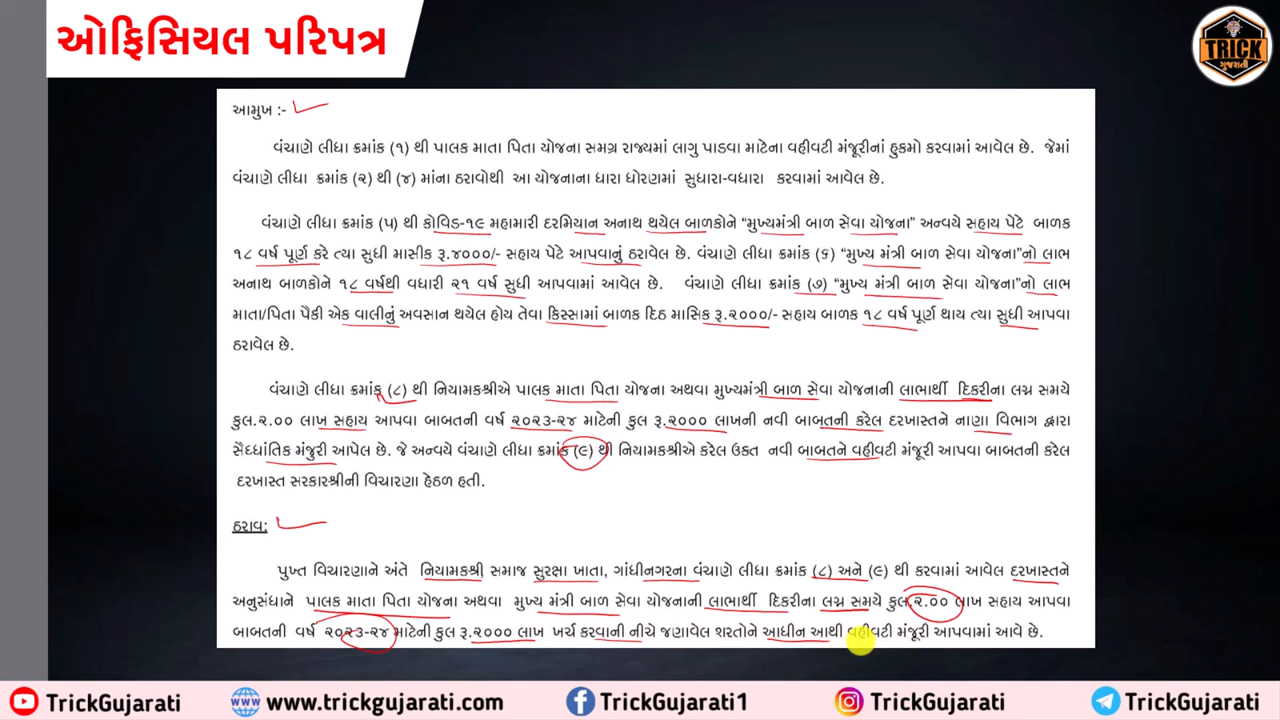 ઓફિસિયલ પરિપત્ર
TRICK
ગુજરાતી
આમુખ :-
વંચાણે લીધા ક્રમાંક (૧) થી પાલક માતા પિતા યોજના સમગ્ર રાજ્યમાં લાગુ પાડવા માટેના વહીવટી મંજૂરીનાં હુકમો કરવામાં આવેલ છે. જેમાં
વંચાણે લીધા ક્રમાંક (૨) થી (૪) માંના ઠરાવોથી આ યોજનાના ધારા ધોરણમાં સુધારા-વધારા કરવામાં આવેલ છે.
વંચાણે લીધા ક્રમાંક (૫) થી કોવિડ-૧૯ મહામારી દરમિયાન અનાથ થયેલ બાળકોને “મુખ્યમંત્રી બાળ સેવા યોજના” અન્વયે સહાય પેટે બાળક
૧૮ વર્ષ પૂર્ણ કરે ત્યા સુધી માસીક રૂ.૪૦૦૦/- સહાય પેટે આપવાનું ઠરાવેલ છે. વંચાણે લીધા ક્રમાંક (૬) “મુખ્ય મંત્રી બાળ સેવા યોજના”નો લાભ
અનાથ બાળકોને ૧૮ વર્ષથી વધારી ૨૧ વર્ષ સુધી આપવામાં આવેલ છે. વંચાણે લીધા ક્રમાંક (૭) “મુખ્ય મંત્રી બાળ સેવા યોજના”નો લાભ
માતા/પિતા પૈકી એક વાલીનું અવસાન થયેલ હોય તેવા કિસ્સામાં બાળક દિઠ માસિક રૂ.૨૦૦૦/- સહાય બાળક ૧૮ વર્ષ પૂર્ણ થાય ત્યા સુધી આપવા
ઠરાવેલ છે.
વંચાણે લીધા ક્રમાંક (૮) થી નિયામકશ્રીએ પાલક માતા પિતા યોજના અથવા મુખ્યમંત્રી બાળ સેવા યોજનાની લાભાર્થી દિકરીના લગ્ન સમયે
કુલ.૨.૦૦ લાખ સહાય આપવા બાબતની વર્ષ ૨૦૨૩-૨૪ માટેની કુલ રૂ.૨૦૦૦ લાખની નવી બાબતની કરેલ દરખાસ્તને નાણા વિભાગ દ્વારા
સૈદ્ધાંતિક મંજુરી આપેલ છે. જે અન્વયે વંચાણે લીધા ક્રમાંક (૯) થી નિયામકશ્રીએ કરેલ ઉક્ત નવી બાબતને વહીવટી મંજૂરી આપવા બાબતની કરેલ
દરખાસ્ત સરકારશ્રીની વિચારણા હેઠળ હતી.
ઠરાવ:
પુખ્ત વિચારણાને અંતે નિયામકશ્રી સમાજ સુરક્ષા ખાતા, ગાંધીનગરના વંચાણે લીધા ક્રમાંક (૮) અને (૯) થી કરવામાં આવેલ દરખાસ્તને
અનુસંધાને પાલક માતા પિતા યોજના અથવા મુખ્ય મંત્રી બાળ સેવા યોજનાની લાભાર્થી દિકરીના લગ્ન સમયે કુલ.૨.૦૦ લાખ સહાય આપવા
બાબતની વર્ષ ૨૦૨૩-૨૪ માટેની કુલ રૂ.૨૦૦૦ લાખ ખર્ચ કરવાની નીચે જણાવેલ શરતોને આધીન આથી વહીવટી મંજૂરી આપવામાં આવે છે.
TrickGujarati
www.trickgujarati.com
TrickGujarati1
TrickGujarati
TrickGujarati